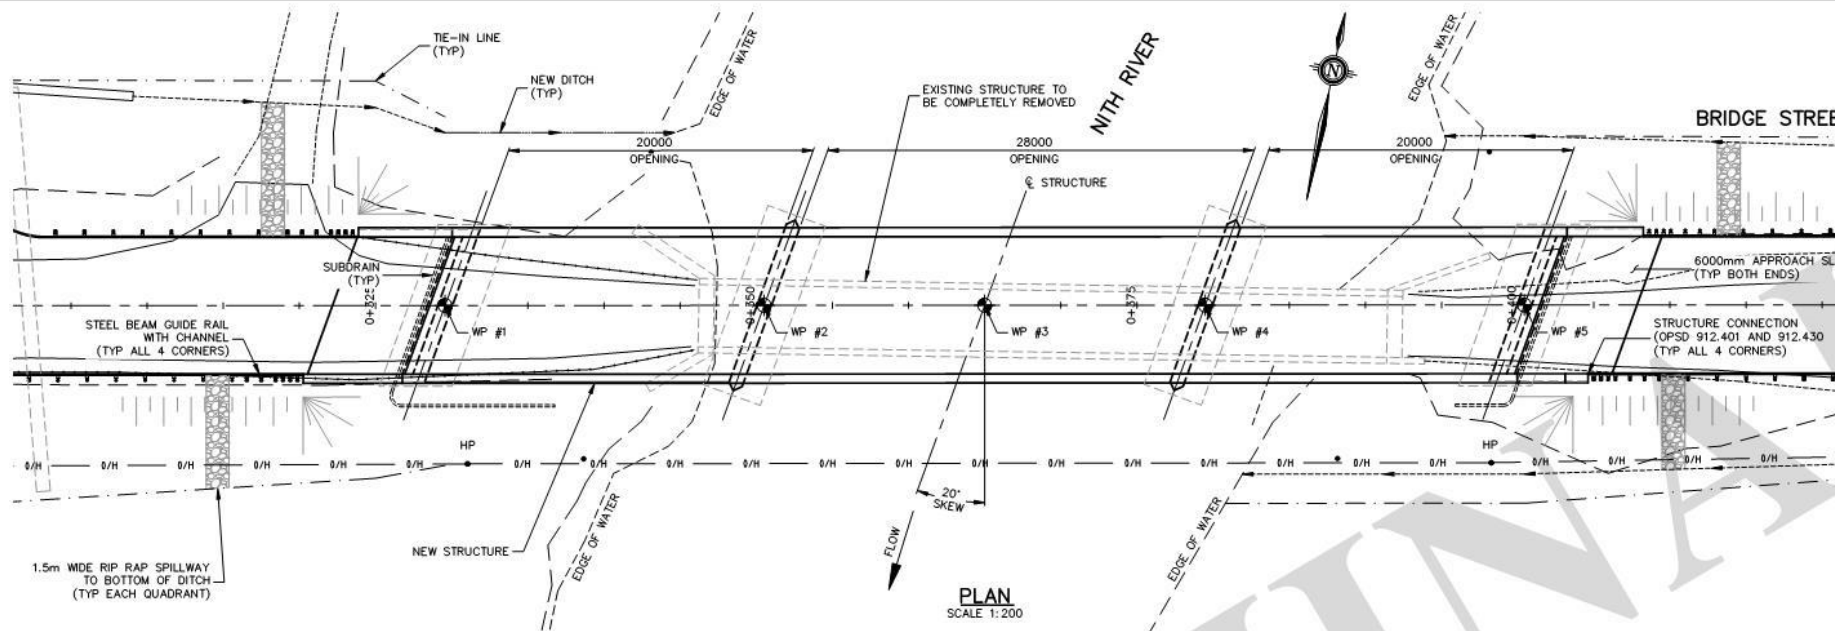 TIE-IN LINE
(TYP)
NEW DITCH
(TYP)
EDGE OF WATER
EXISTING STRUCTURE TO
BE COMPLETELY REMOVED
NITH RIVER
N
EDGE OF WATER
BRIDGE STREE
20000
OPENING
28000
OPENING
20000
OPENING
℄ STRUCTURE
SUBDRAIN
(TYP)
0+325
0+350
0+375
0+400
6000mm APPROACH SL
(TYP BOTH ENDS)
WP #1
WP #2
WP #3
WP #4
WP #5
STEEL BEAM GUIDE RAIL
WITH CHANNEL
(TYP ALL 4 CORNERS)
STRUCTURE CONNECTION
(OPSD 912.401 AND 912.430
(TYP ALL 4 CORNERS)
HP
HP
O/H O/H O/H O/H O/H O/H O/H O/H O/H O/H O/H O/H O/H O/H O/H O/H O/H O/H O/H O/H O/H O/H O/H O/H
20°
SKEW
EDGE OF WATER
EDGE OF WATER
FLOW
NEW STRUCTURE
1.5m WIDE RIP RAP SPILLWAY
TO BOTTOM OF DITCH
(TYP EACH QUADRANT)
PLAN
SCALE 1:200
INA